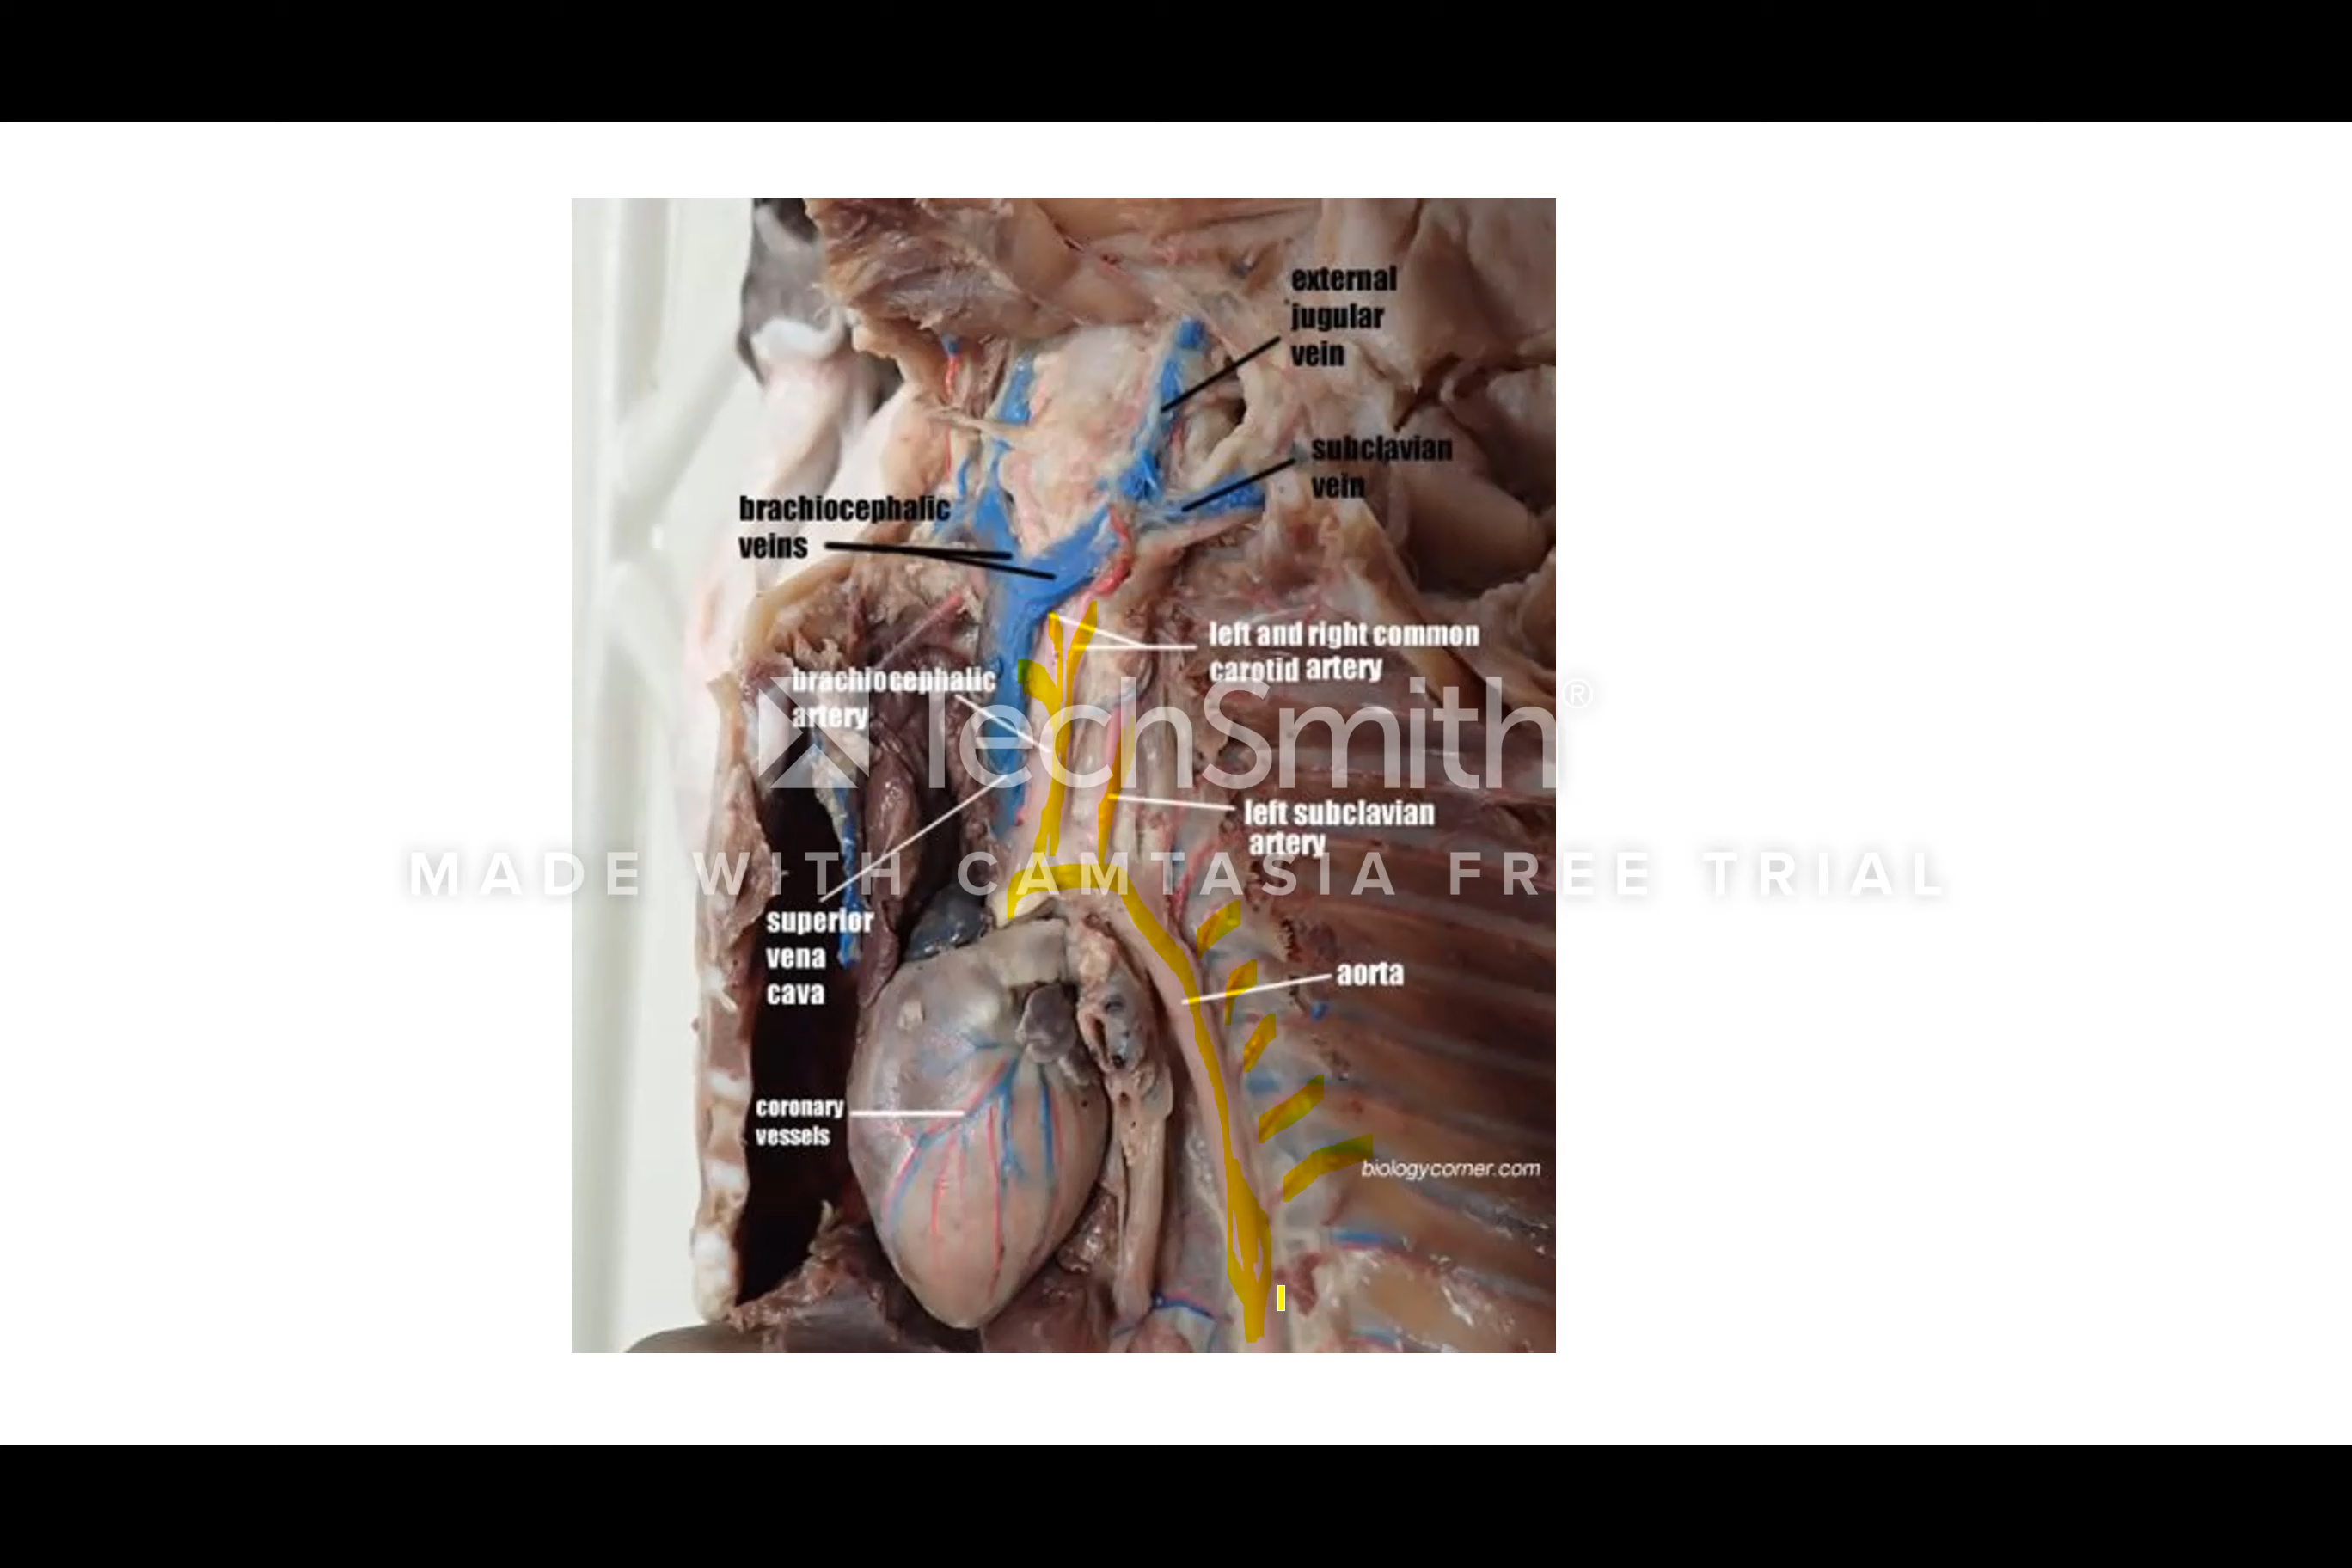 external
jugular
vein
subclavian
vein
brachiocephalic
veins
left and right common
carotid artery
brachiocephalic
artery
TechSmith®
left subclavian
artery
MADE WITH CAMTASIA FREE TRIAL
superior
vena
cava
aorta
coronary
vessels
biologycorner.com